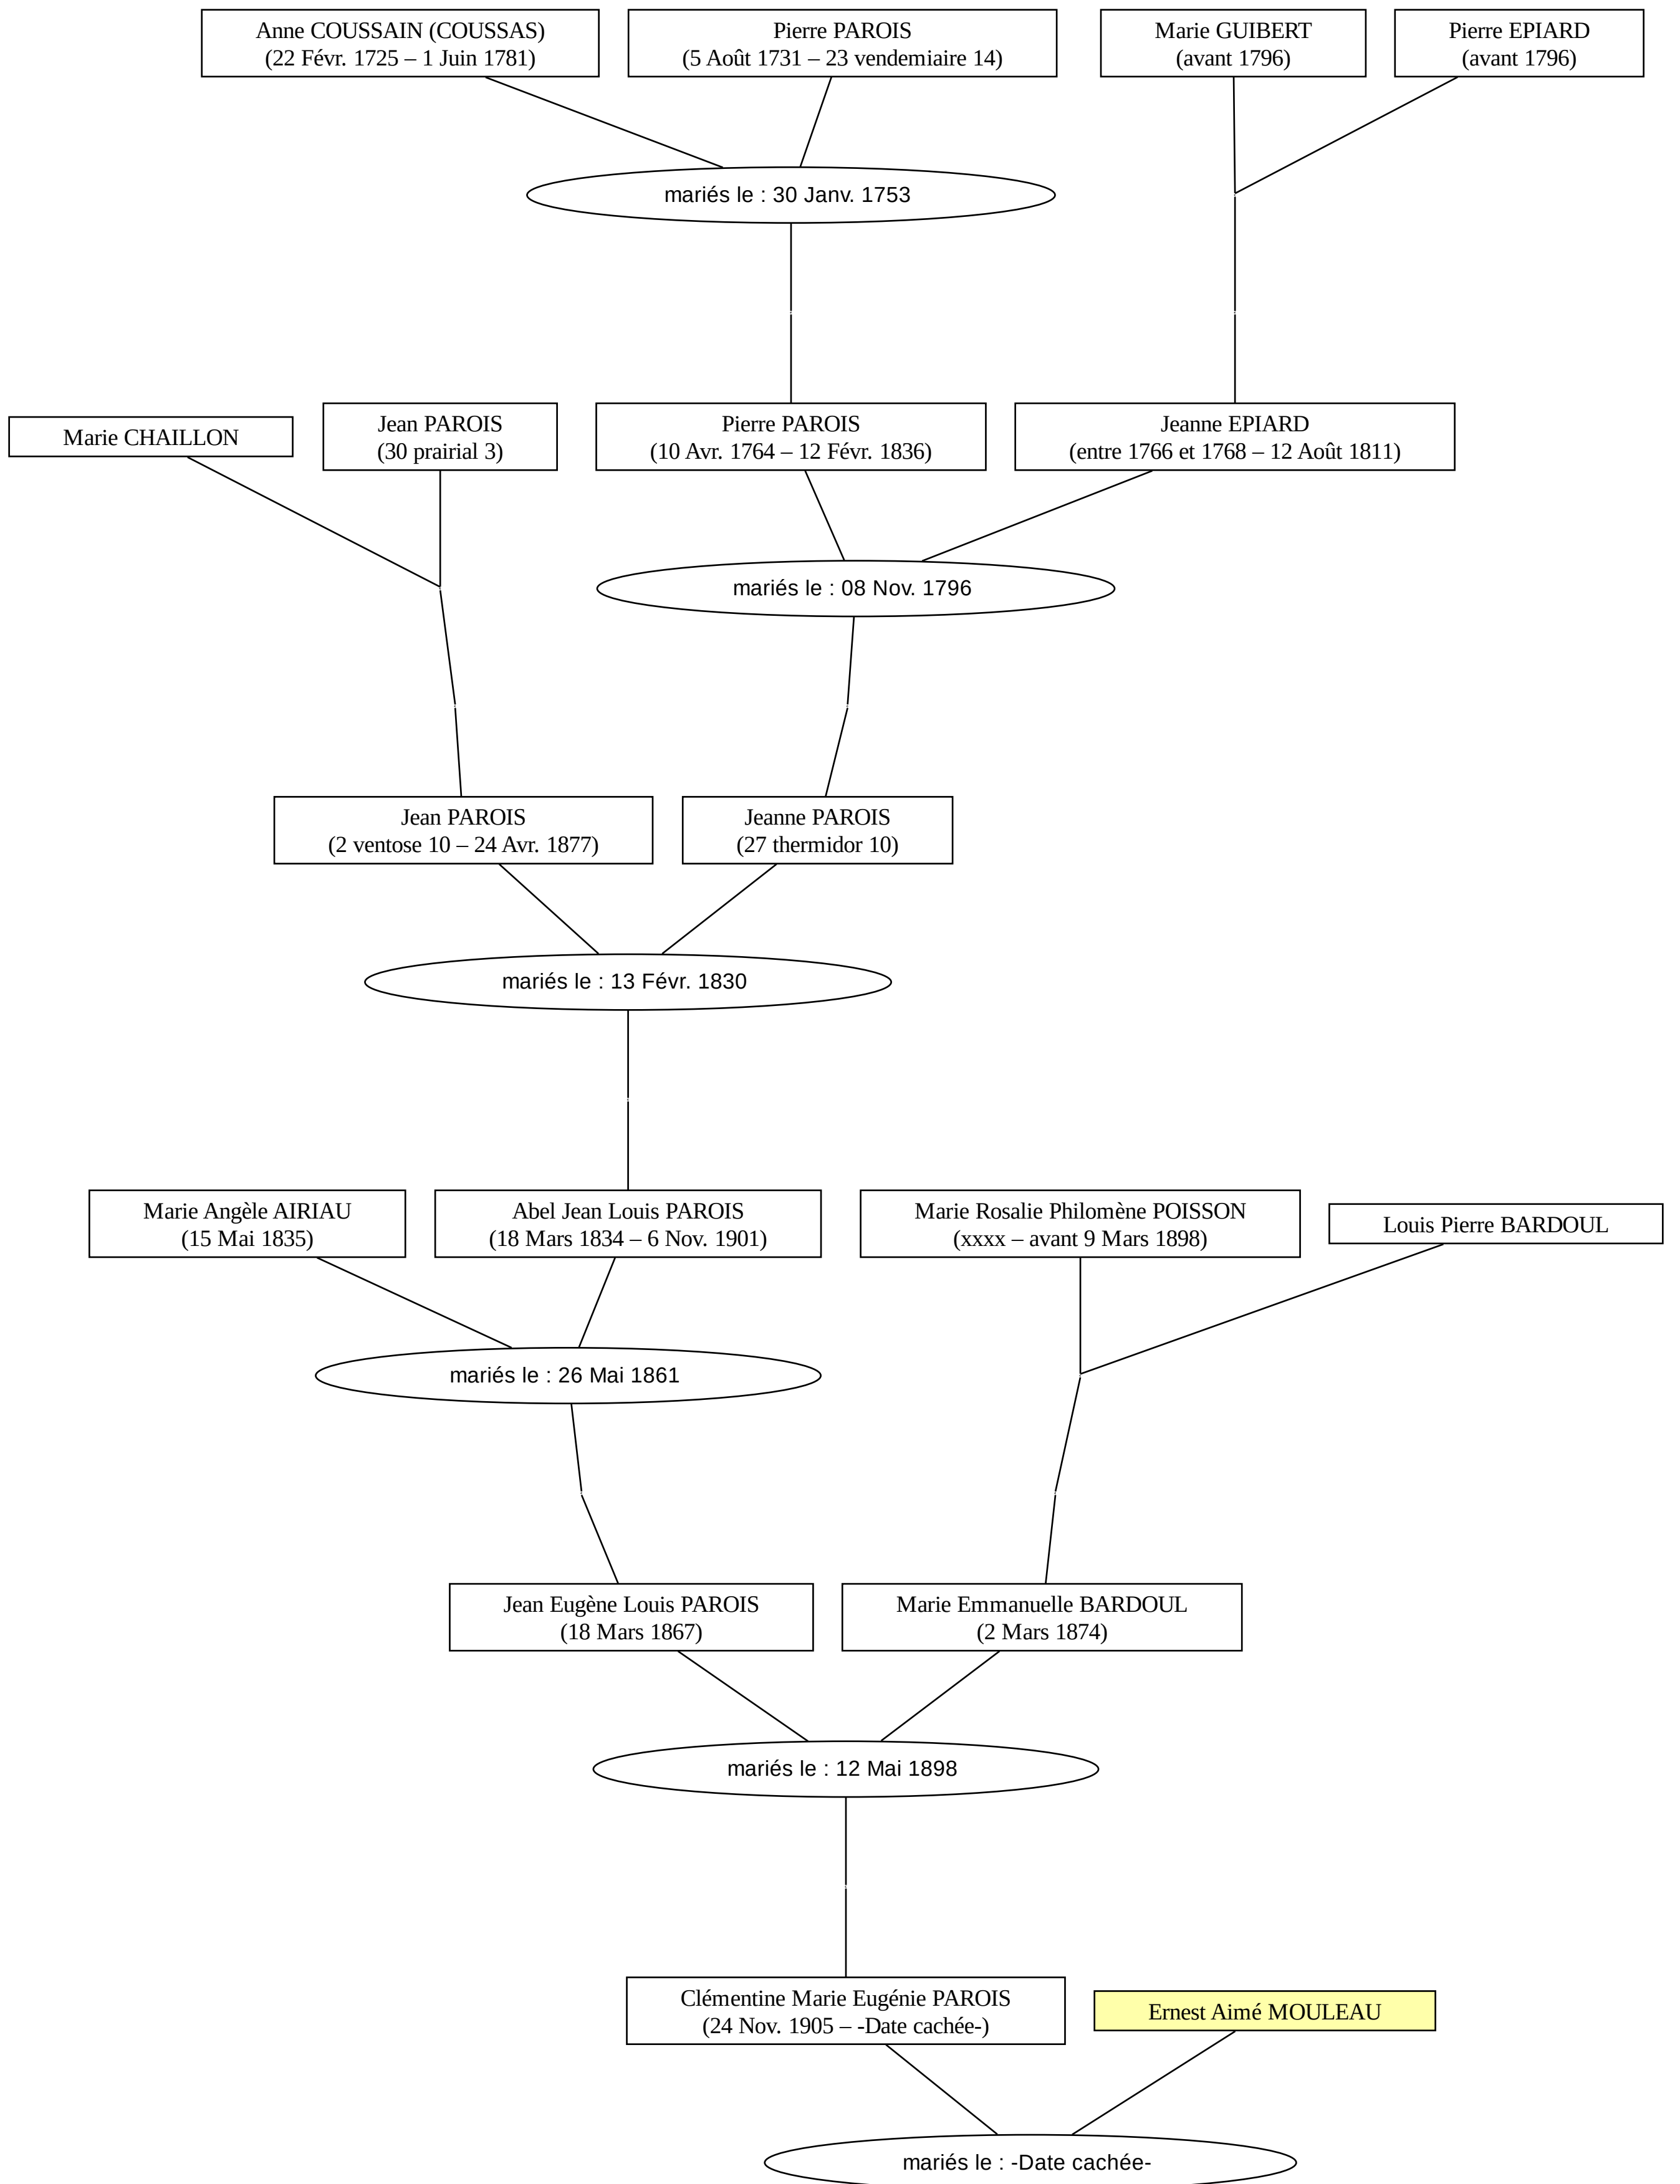 Anne COUSSAIN (COUSSAS)
(22 Févr. 1725 – 1 Juin 1781)
Pierre PAROIS
(5 Août 1731 – 23 vendemiaire 14)
Marie GUIBERT
(avant 1796)
Pierre EPIARD
(avant 1796)
mariés le : 30 Janv. 1753
Marie CHAILLON
Jean PAROIS
(30 prairial 3)
Pierre PAROIS
(10 Avr. 1764 – 12 Févr. 1836)
Jeanne EPIARD
(entre 1766 et 1768 – 12 Août 1811)
mariés le : 08 Nov. 1796
Jean PAROIS
(2 ventose 10 – 24 Avr. 1877)
Jeanne PAROIS
(27 thermidor 10)
mariés le : 13 Févr. 1830
Marie Angèle AIRIAU
(15 Mai 1835)
Abel Jean Louis PAROIS
(18 Mars 1834 – 6 Nov. 1901)
Marie Rosalie Philomène POISSON
(xxxx – avant 9 Mars 1898)
Louis Pierre BARDOUL
mariés le : 26 Mai 1861
Jean Eugène Louis PAROIS
(18 Mars 1867)
Marie Emmanuelle BARDOUL
(2 Mars 1874)
mariés le : 12 Mai 1898
Clémentine Marie Eugénie PAROIS
(24 Nov. 1905 – -Date cachée-)
Ernest Aimé MOULEAU
mariés le : -Date cachée-